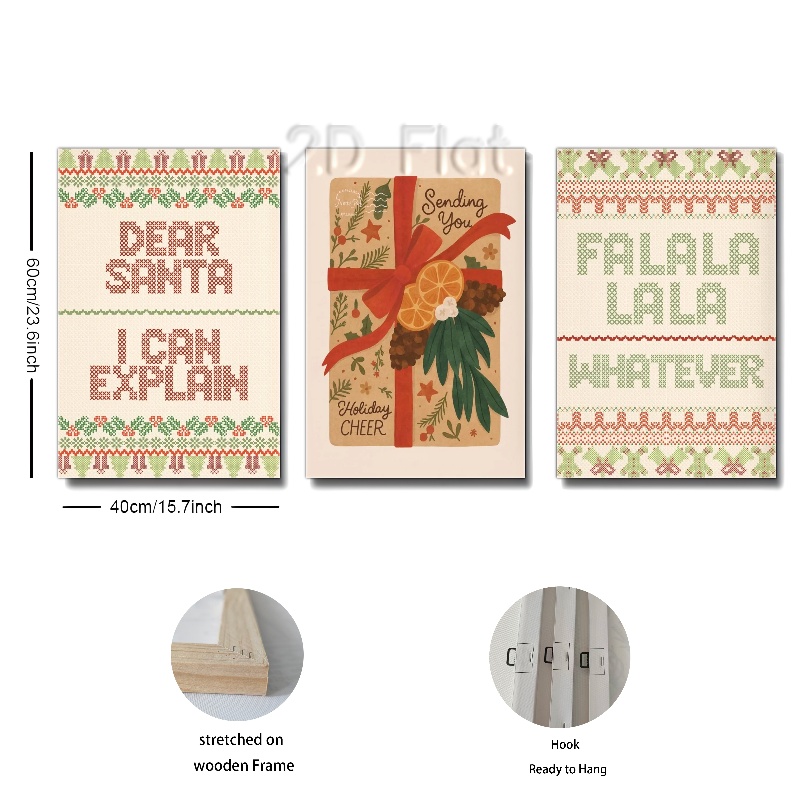 2D Flat
DEAR
SANTA
I CAN
EXPLAIN
Sending
You
Holiday
CHEER
FALALALA
LALA
WHATEVER
60cm/23.6inch
40cm/15.7inch
stretched on
wooden Frame
Hook
Ready to Hang